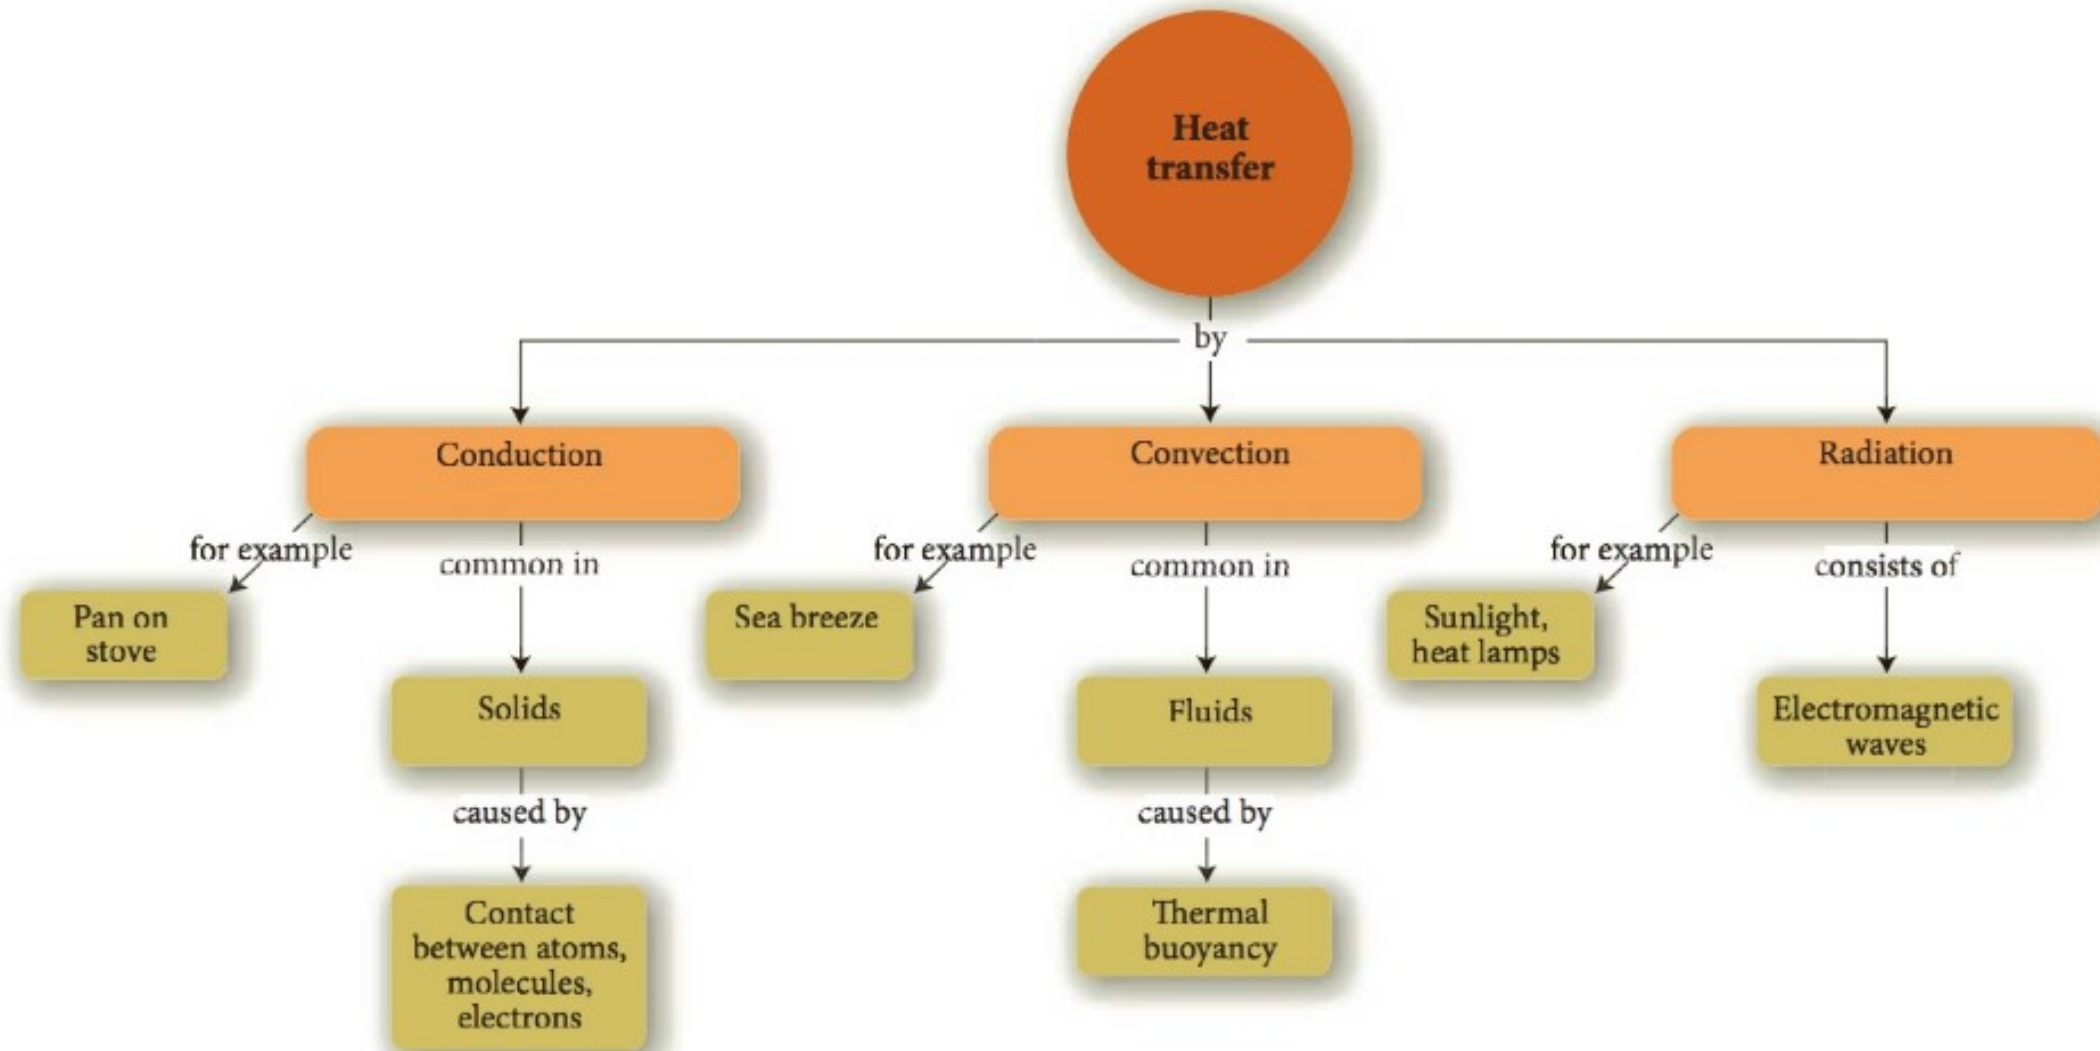 Heat
transfer
by
Conduction
Convection
Radiation
for example
common in
for example
common in
for example
consists of
Pan on
stove
Sea breeze
Sunlight,
heat lamps
Solids
Fluids
Electromagnetic
waves
caused by
caused by
Contact
between atoms,
molecules,
electrons
Thermal
buoyancy